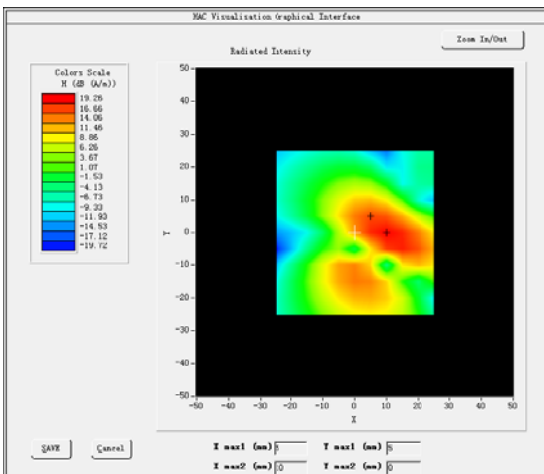 HAC Visualisation Graphical Interface
Zoom In/Out
Radiated Intensity
Colors Scale
H (dB (A/m))
19.26
16.66
14.06
11.46
8.86
6.26
3.67
1.07
-1.53
-4.13
-6.73
-9.33
-11.93
-14.53
-17.12
-19.72
50
40
30
20
10
0
-10
-20
-30
-40
-50
Y
-50 -40 -30 -20 -10 0 10 20 30 40 50
X
SAVE Cancel
X max1 (mm) 5 Y max1 (mm) 5
X max2 (mm) 10 Y max2 (mm) 0